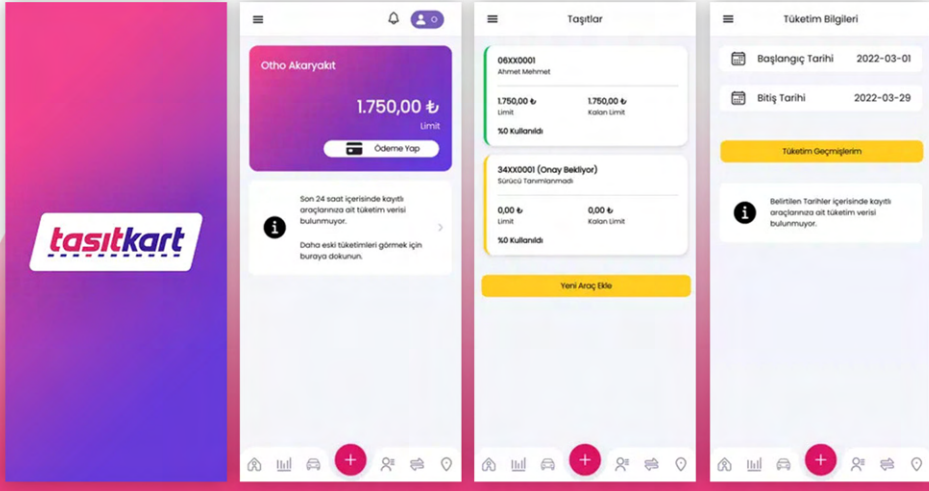 taşıtkart
Otho Akaryakıt
1.750,00 ₺
Limit
Ödeme Yap
Son 24 saat içerisinde kayıtlı
araçlarınıza ait tüketim verisi
bulunmuyor.
Daha eski tüketimleri görmek için
buraya dokunun.
Taşıtlar
06XX0001
Ahmet Mehmet
1.750,00 ₺ 1.750,00 ₺
Limit Kalan Limit
%0 Kullanıldı
34XX0001 (Onay Bekliyor)
Sürücü Tanımlanmadı
0,00 ₺ 0,00 ₺
Limit Kalan Limit
%0 Kullanıldı
Yeni Araç Ekle
Tüketim Bilgileri
Başlangıç Tarihi 2022-03-01
Bitiş Tarihi 2022-03-29
Tüketim Geçmişlerim
Belirtilen Tarihler içerisinde kayıtlı
araçlarınıza ait tüketim verisi
bulunmuyor.